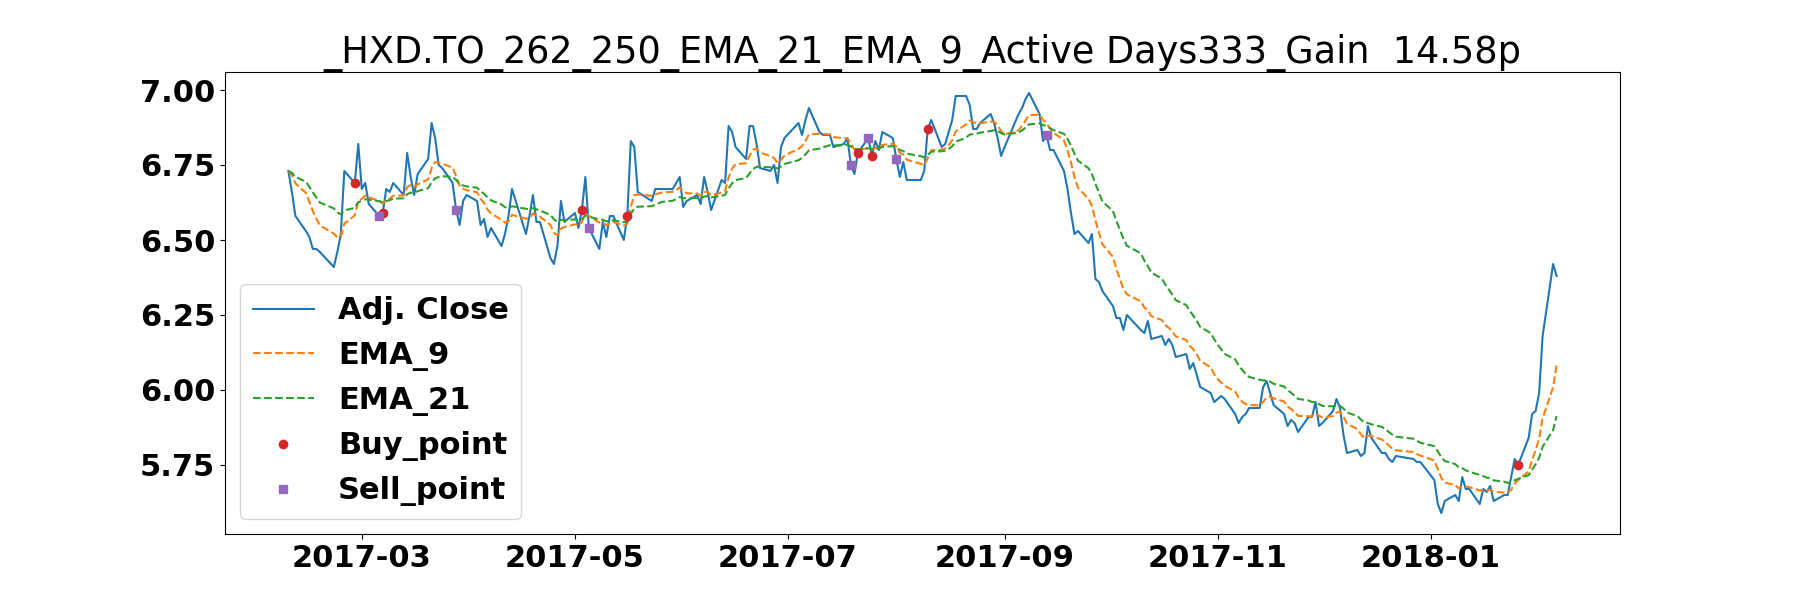 _HXD.TO_262_250_EMA_21_EMA_9_Active Days333_Gain  14.58p
7.00
6.75
6.50
6.25
6.00
5.75
Adj. Close
EMA_9
EMA_21
Buy_point
Sell_point
2017-03 2017-05 2017-07 2017-09 2017-11 2018-01